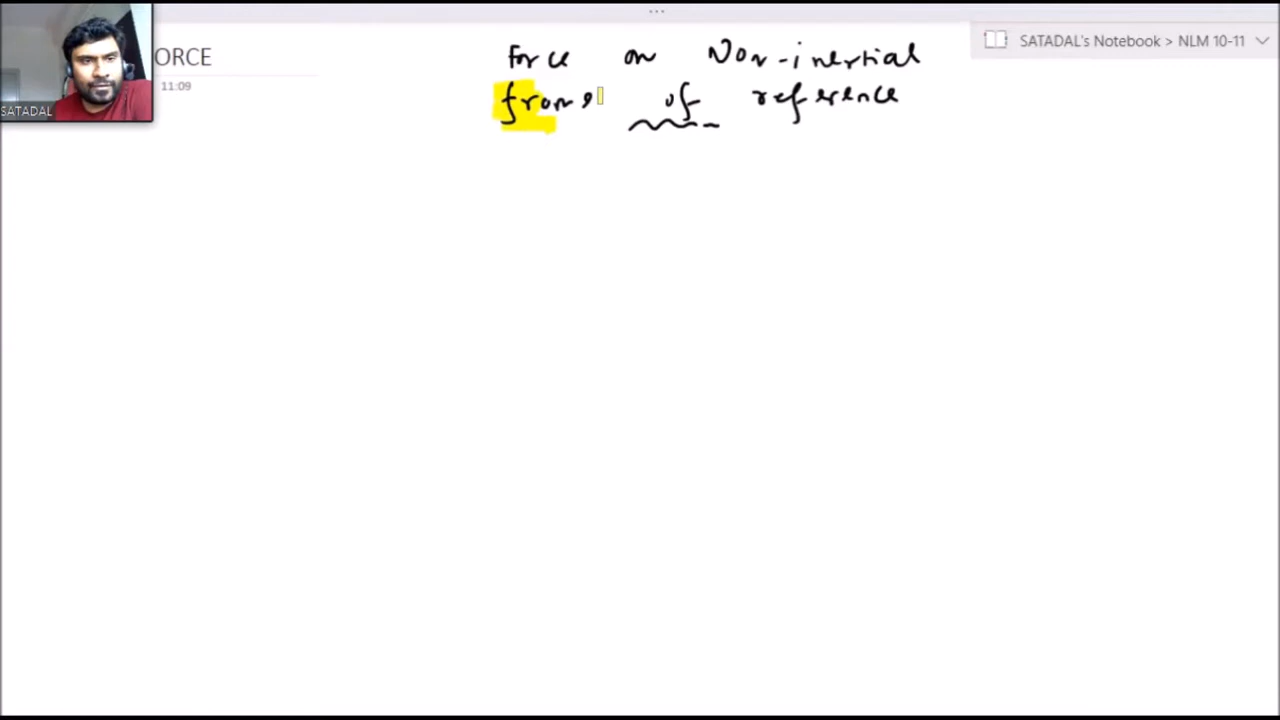 ORCE
11:09
SATADAL
SATADAL's Notebook > NLM 10-11
Force on Non-inertial
frame of reference